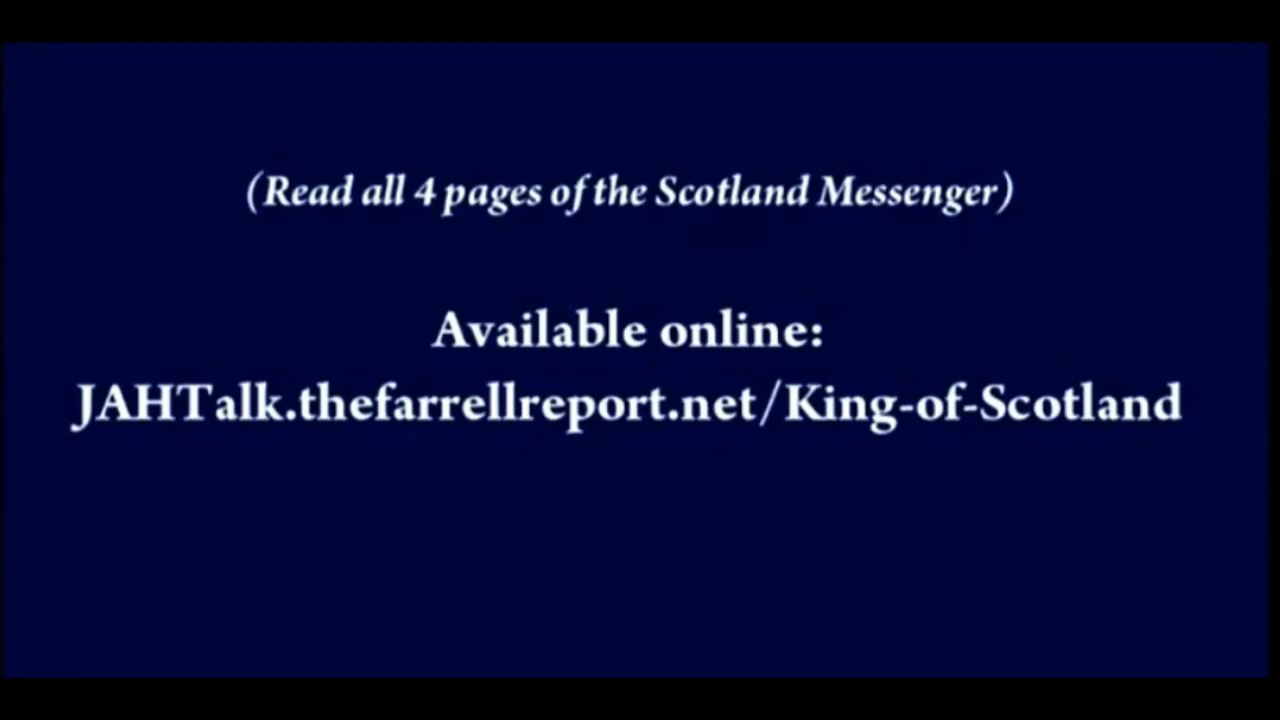 (Read all 4 pages of the Scotland Messenger)
Available online:
JAHTalk.thefarrellreport.net/King-of-Scotland